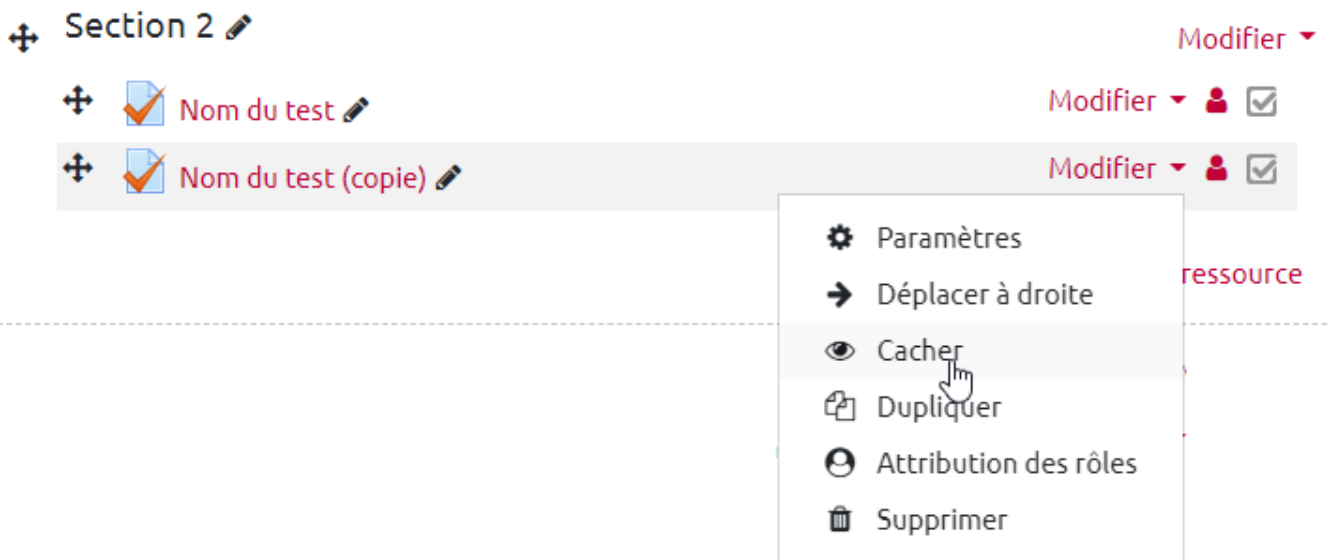 Section 2
Modifier
Nom du test
Modifier
Nom du test (copie)
Modifier
Paramètres
ressource
Déplacer à droite
Cacher
Dupliquer
Attribution des rôles
Supprimer